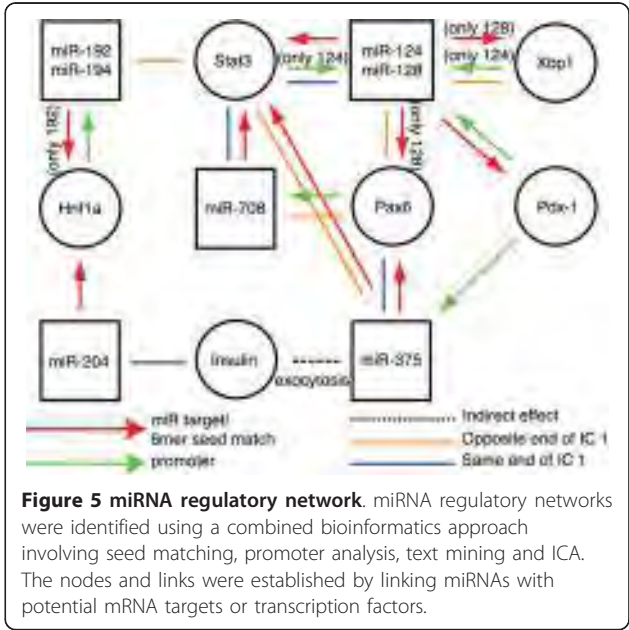 (only 128)
miR-192
miR-194
Stat3
(only 124)
miR-124
miR-128
(only 124)
Xbp1
(only 192)
(only 128)
Hnf1a
miR-708
Pax6
Pdx-1
miR-204
Insulin
exocytosis
miR-375
miR target/
6mer seed match
promoter
Indirect effect
Opposite end of IC 1
Same end of IC 1
Figure 5 miRNA regulatory network. miRNA regulatory networks
were identified using a combined bioinformatics approach
involving seed matching, promoter analysis, text mining and ICA.
The nodes and links were established by linking miRNAs with
potential mRNA targets or transcription factors.